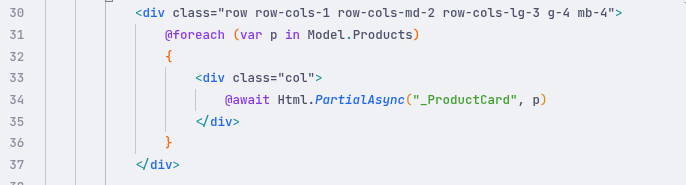 30 <div class="row row-cols-1 row-cols-md-2 row-cols-lg-3 g-4 mb-4">
31 @foreach (var p in Model.Products)
32 {
33 <div class="col">
34 @await Html.PartialAsync("_ProductCard", p)
35 </div>
36 }
37 </div>